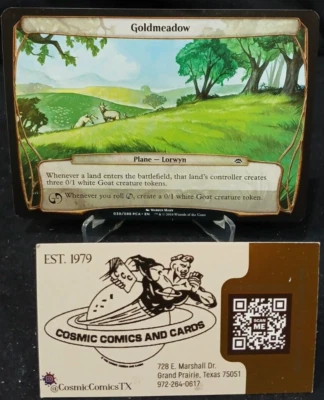 Goldmeadow
Plane — Lorwyn
Whenever a land enters the battlefield, that land's controller creates
three 0/1 white Goat creature tokens.
Whenever you roll , create a 0/1 white Goat creature token.
EST. 1979
COSMIC COMICS AND CARDS
728 E. Marshall Dr.
Grand Prairie, Texas 75051
972-264-0617
SCAN
ME
@CosmicComicsTX